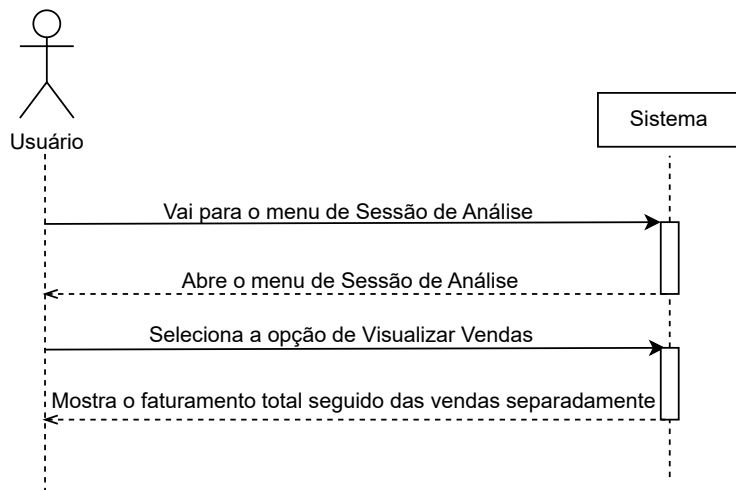 Sistema
Usuário
Vai para o menu de Sessão de Análise
Abre o menu de Sessão de Análise
Seleciona a opção de Visualizar Vendas
Mostra o faturamento total seguido das vendas separadamente